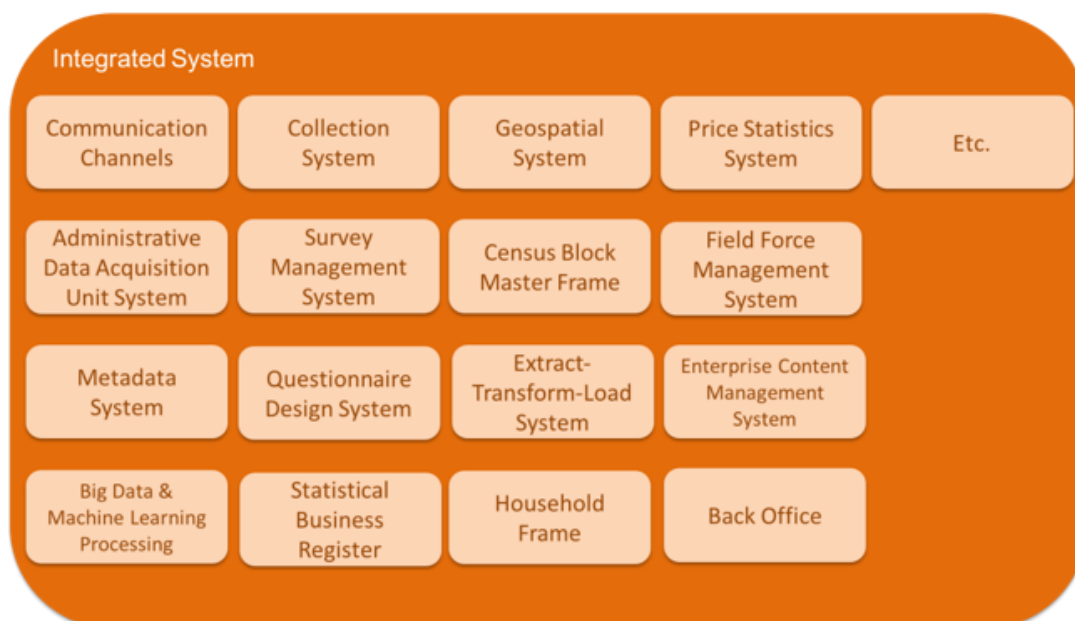 Integrated System
Communication
Channels
Collection
System
Geospatial
System
Price Statistics
System
Etc.
Administrative
Data Acquisition
Unit System
Survey
Management
System
Census Block
Master Frame
Field Force
Management
System
Metadata
System
Questionnaire
Design System
Extract-
Transform-Load
System
Enterprise Content
Management
System
Big Data &
Machine Learning
Processing
Statistical
Business
Register
Household
Frame
Back Office